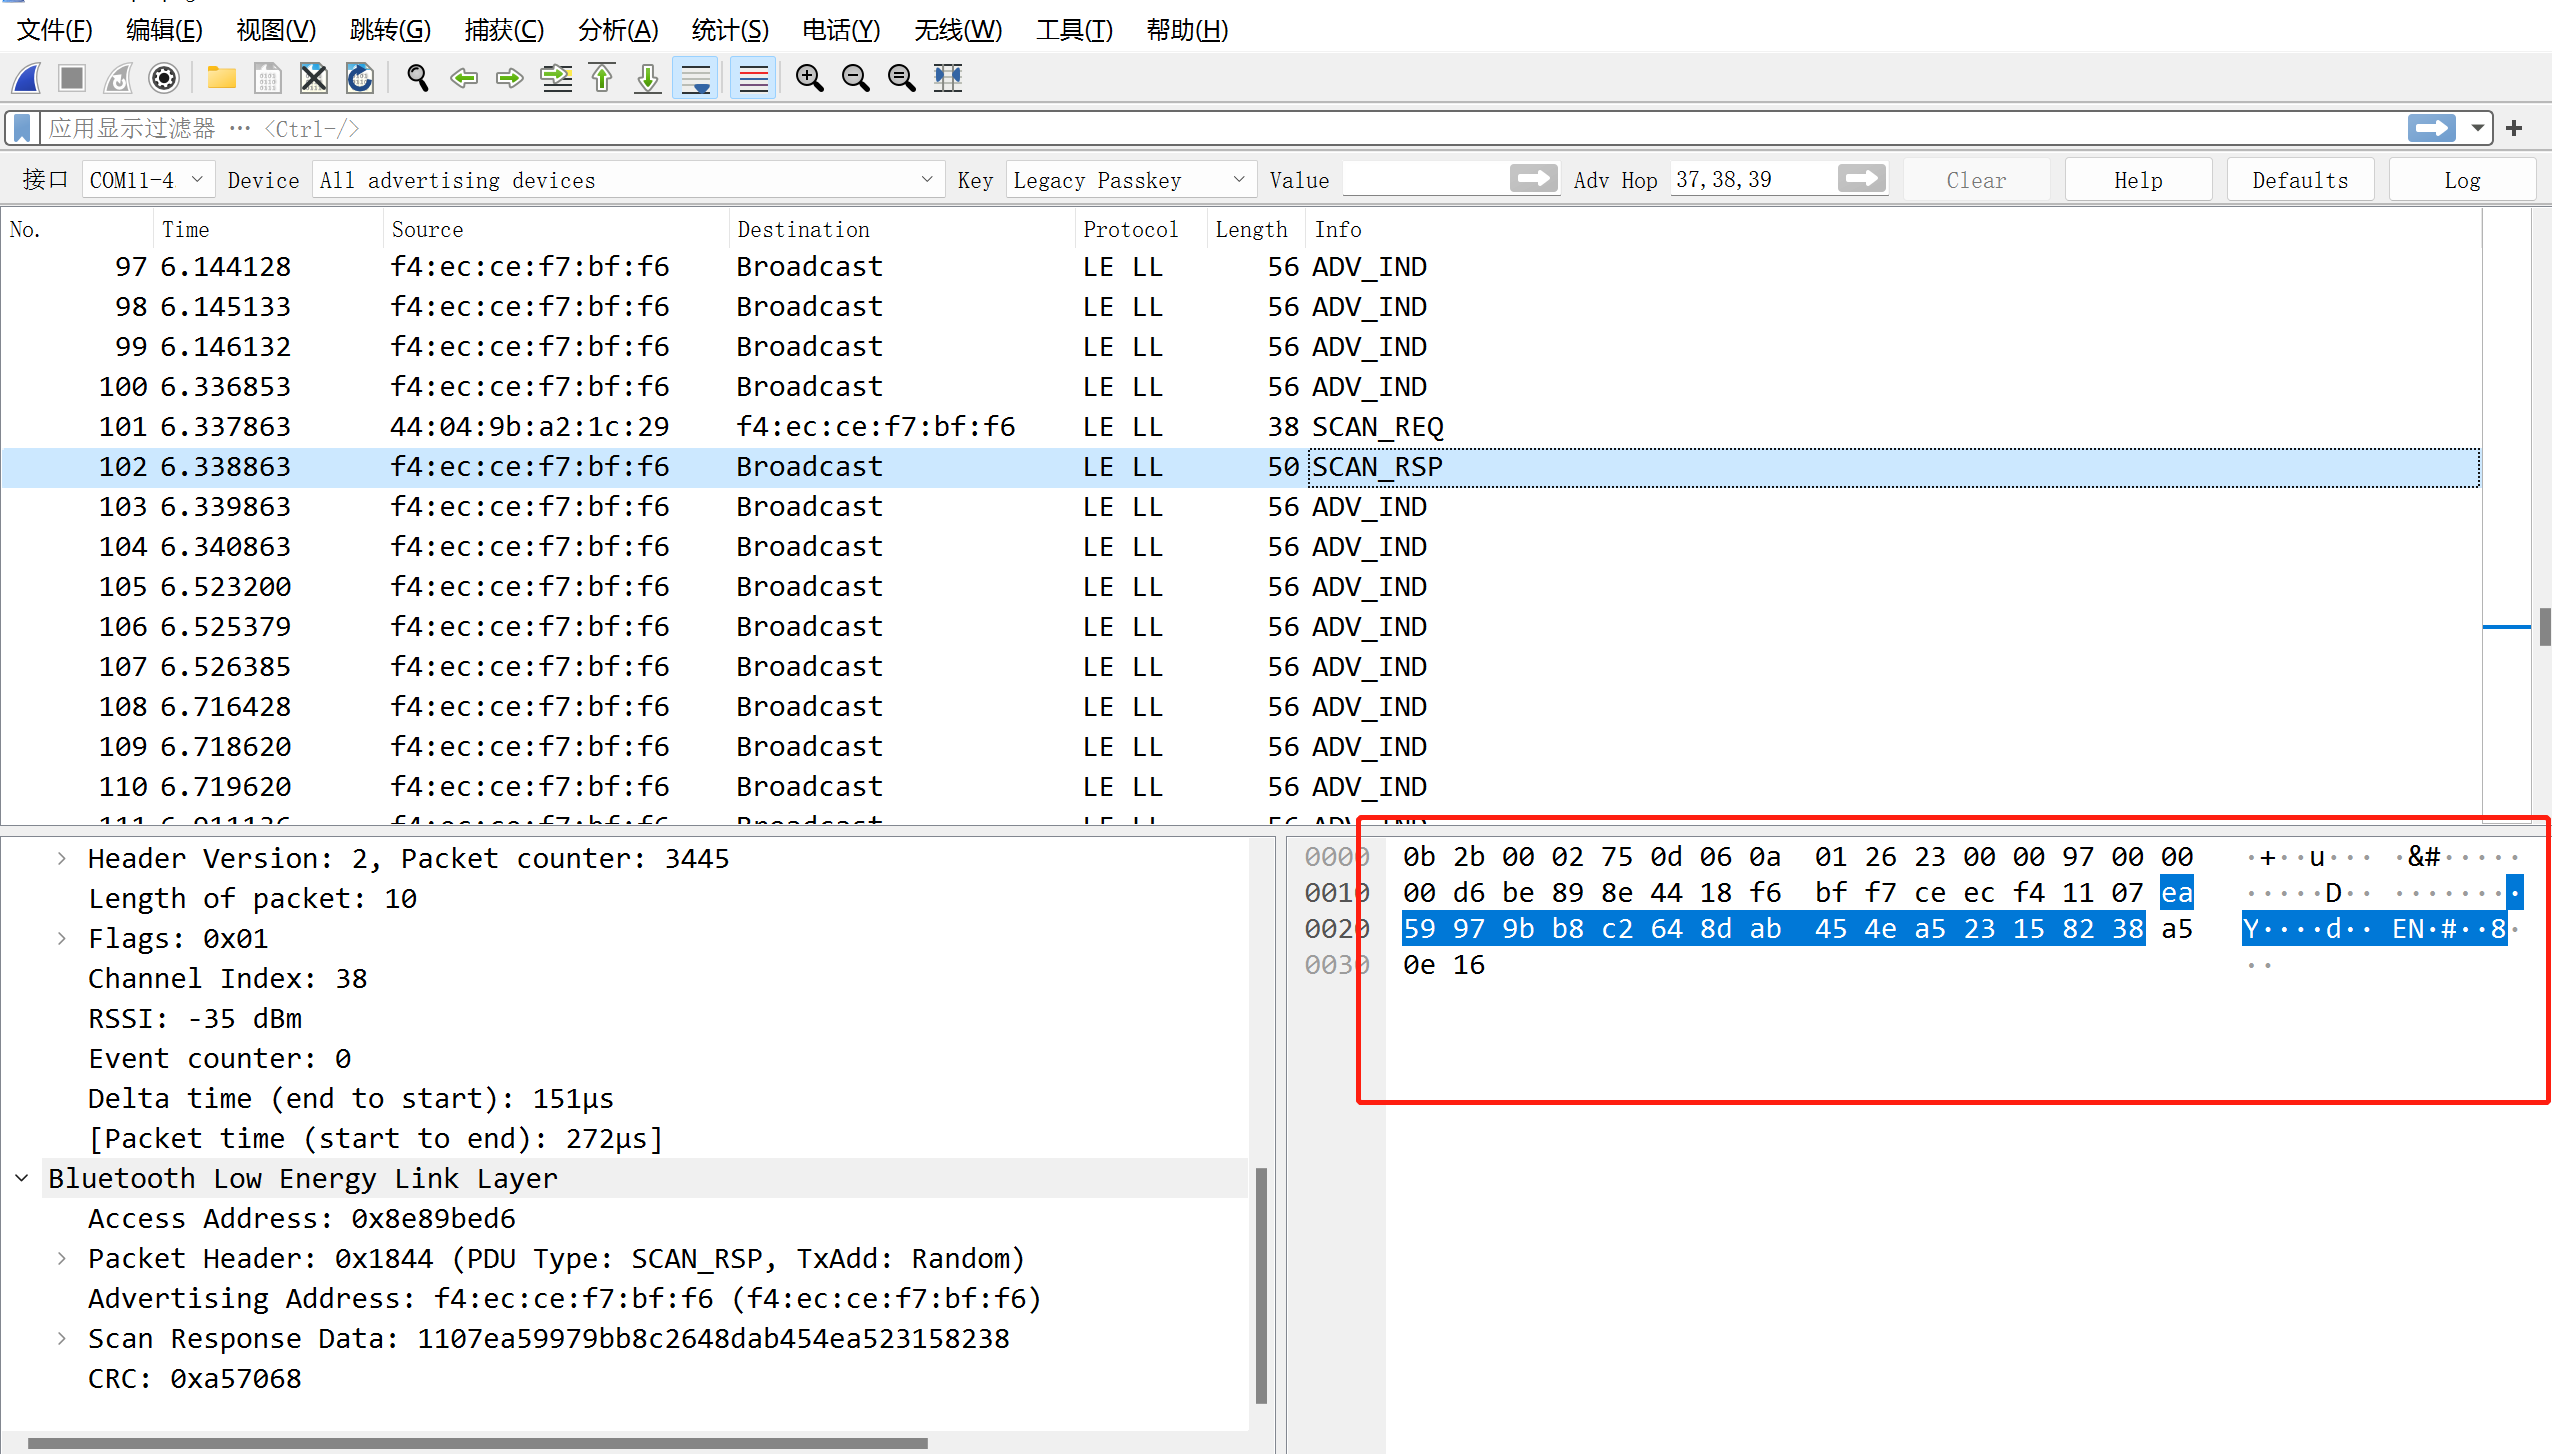 文件(F) 编辑(E) 视图(V) 跳转(G) 捕获(C) 分析(A) 统计(S) 电话(Y) 无线(W) 工具(T) 帮助(H)
应用显示过滤器 … <Ctrl-/>
接口 COM11-4 Device All advertising devices Key Legacy Passkey Value Adv Hop 37,38,39 Clear Help Defaults Log
No. Time Source Destination Protocol Length Info
97 6.144128 f4:ec:ce:f7:bf:f6 Broadcast LE LL 56 ADV_IND
98 6.145133 f4:ec:ce:f7:bf:f6 Broadcast LE LL 56 ADV_IND
99 6.146132 f4:ec:ce:f7:bf:f6 Broadcast LE LL 56 ADV_IND
100 6.336853 f4:ec:ce:f7:bf:f6 Broadcast LE LL 56 ADV_IND
101 6.337863 44:04:9b:a2:1c:29 f4:ec:ce:f7:bf:f6 LE LL 38 SCAN_REQ
102 6.338863 f4:ec:ce:f7:bf:f6 Broadcast LE LL 50 SCAN_RSP
103 6.339863 f4:ec:ce:f7:bf:f6 Broadcast LE LL 56 ADV_IND
104 6.340863 f4:ec:ce:f7:bf:f6 Broadcast LE LL 56 ADV_IND
105 6.523200 f4:ec:ce:f7:bf:f6 Broadcast LE LL 56 ADV_IND
106 6.525379 f4:ec:ce:f7:bf:f6 Broadcast LE LL 56 ADV_IND
107 6.526385 f4:ec:ce:f7:bf:f6 Broadcast LE LL 56 ADV_IND
108 6.716428 f4:ec:ce:f7:bf:f6 Broadcast LE LL 56 ADV_IND
109 6.718620 f4:ec:ce:f7:bf:f6 Broadcast LE LL 56 ADV_IND
110 6.719620 f4:ec:ce:f7:bf:f6 Broadcast LE LL 56 ADV_IND
Header Version: 2, Packet counter: 3445
Length of packet: 10
Flags: 0x01
Channel Index: 38
RSSI: -35 dBm
Event counter: 0
Delta time (end to start): 151µs
[Packet time (start to end): 272µs]
Bluetooth Low Energy Link Layer
Access Address: 0x8e89bed6
Packet Header: 0x1844 (PDU Type: SCAN_RSP, TxAdd: Random)
Advertising Address: f4:ec:ce:f7:bf:f6 (f4:ec:ce:f7:bf:f6)
Scan Response Data: 1107ea59979bb8c2648dab454ea523158238
CRC: 0xa57068
0000 0b 2b 00 02 75 0d 06 0a 01 26 23 00 00 97 00 00 ·+··u··· ·&#·····
0010 00 d6 be 89 8e 44 18 f6 bf f7 ce ec f4 11 07 ea ·····D·· ········
0020 59 97 9b b8 c2 64 8d ab 45 4e a5 23 15 82 38 a5 Y····d·· EN·#··8·
0030 0e 16 ··